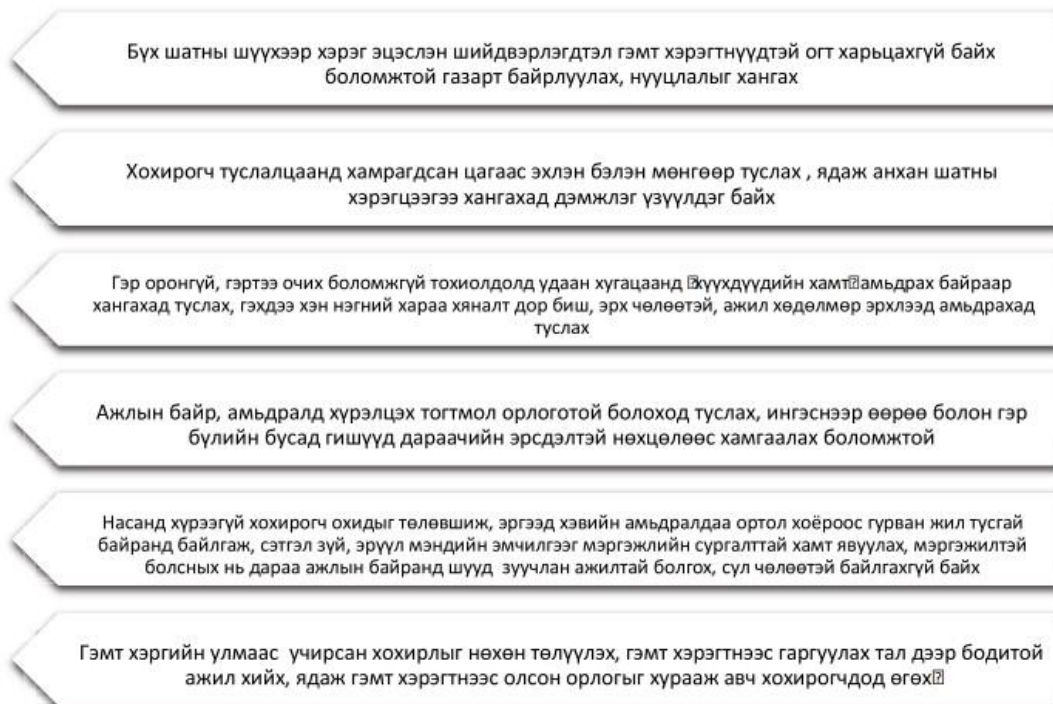 Бүх шатны шүүхээр хэрэг эцэслэн шийдвэрлэгдтэл гэмт хэрэгтнүүдтэй огт харьцахгүй байх
боломжтой газарт байрлуулах, нууцлалыг хангах
Хохирогч туслалцаанд хамрагдсан цагаас эхлэн бэлэн мөнгөөр туслах , ядаж анхан шатны
хэрэгцээгээ хангахад дэмжлэг үзүүлдэг байх
Гэр оронгүй, гэртээ очих боломжгүй тохиолдолд удаан хугацаанд хүүхдүүдийн хамт амьдрах байраар
хангахад туслах, гэхдээ хэн нэгний хараа хяналт дор биш, эрх чөлөөтэй, ажил хөдөлмөр эрхлээд амьдрахад
туслах
Ажлын байр, амьдралд хүрэлцэх тогтмол орлоготой болоход туслах, ингэснээр өөрөө болон гэр
бүлийн бусад гишүүд дараачийн эрсдэлтэй нөхцөлөөс хамгаалах боломжтой
Насанд хүрээгүй хохирогч охидыг төлөвшиж, эргээд хэвийн амьдралдаа ортол хоёроос гурван жил тусгай
байранд байлгаж, сэтгэл зүй, эрүүл мэндийн эмчилгээг мэргэжлийн сургалттай хамт явуулах, мэргэжилтэй
болсных нь дараа ажлын байранд шууд зуучлан ажилтай болгох, сул чөлөөтэй байлгахгүй байх
Гэмт хэргийн улмаас учирсан хохирлыг нөхөн төлүүлэх, гэмт хэрэгтнээс гаргуулах тал дээр бодитой
ажил хийх, ядаж гэмт хэрэгтнээс олсон орлогыг хурааж авч хохирогчдод өгөх